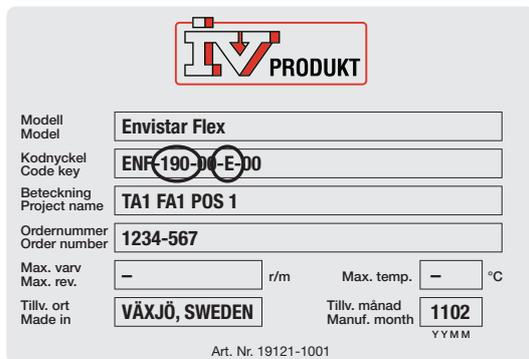 IV PRODUKT
Modell
Model
Envistar Flex
Kodnyckel
Code key
ENF-190-00-E-00
Beteckning
Project name
TA1 FA1 POS 1
Ordernummer
Order number
1234-567
Max. varv
Max. rev.
–
r/m
Max. temp.
–
°C
Tillv. ort
Made in
VÄXJÖ, SWEDEN
Tillv. månad
Manuf. month
1102
YYMM
Art. Nr. 19121-1001